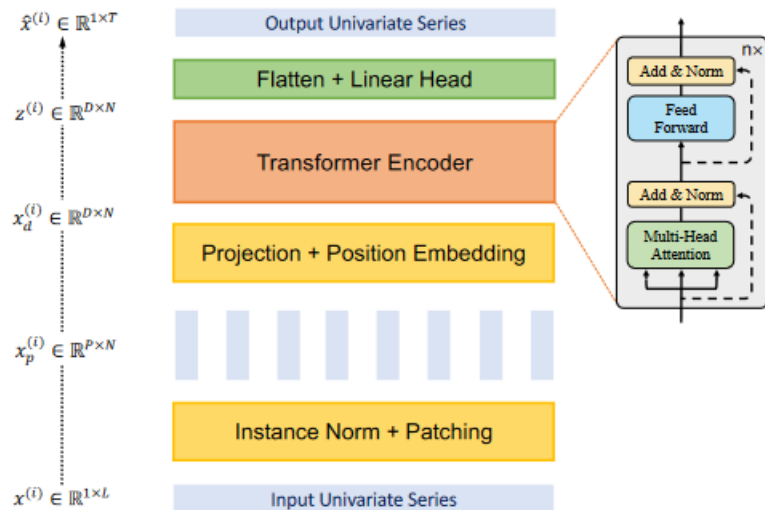 x̂^(i) ∈ ℝ^{1×T}
Output Univariate Series
Flatten + Linear Head
z^(i) ∈ ℝ^{D×N}
Transformer Encoder
x_d^(i) ∈ ℝ^{D×N}
Projection + Position Embedding
x_p^(i) ∈ ℝ^{P×N}
Instance Norm + Patching
x^(i) ∈ ℝ^{1×L}
Input Univariate Series
n×
Add & Norm
Feed
Forward
Add & Norm
Multi-Head
Attention